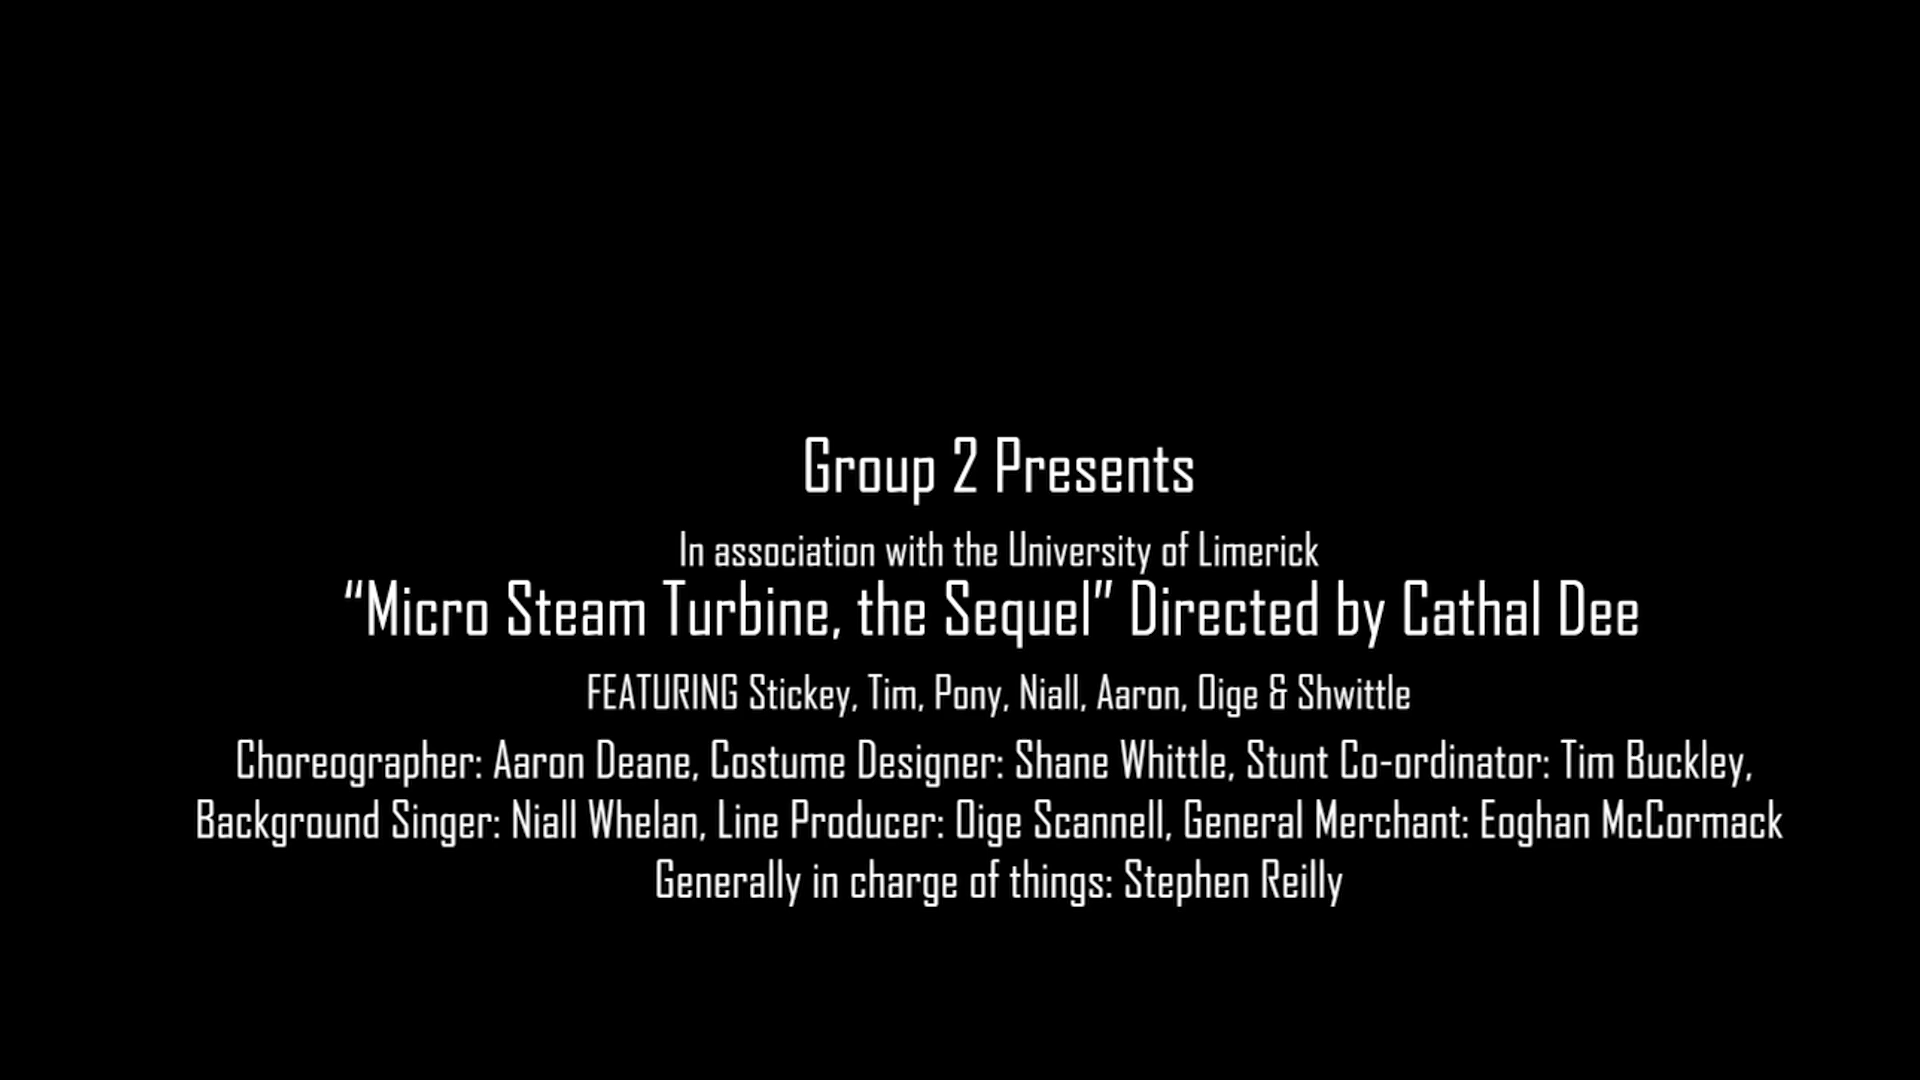 Group 2 Presents
In association with the University of Limerick
“Micro Steam Turbine, the Sequel” Directed by Cathal Dee
FEATURING Stickey, Tim, Pony, Niall, Aaron, Oige & Shwittle
Choreographer: Aaron Deane, Costume Designer: Shane Whittle, Stunt Co-ordinator: Tim Buckley,
Background Singer: Niall Whelan, Line Producer: Oige Scannell, General Merchant: Eoghan McCormack
Generally in charge of things: Stephen Reilly